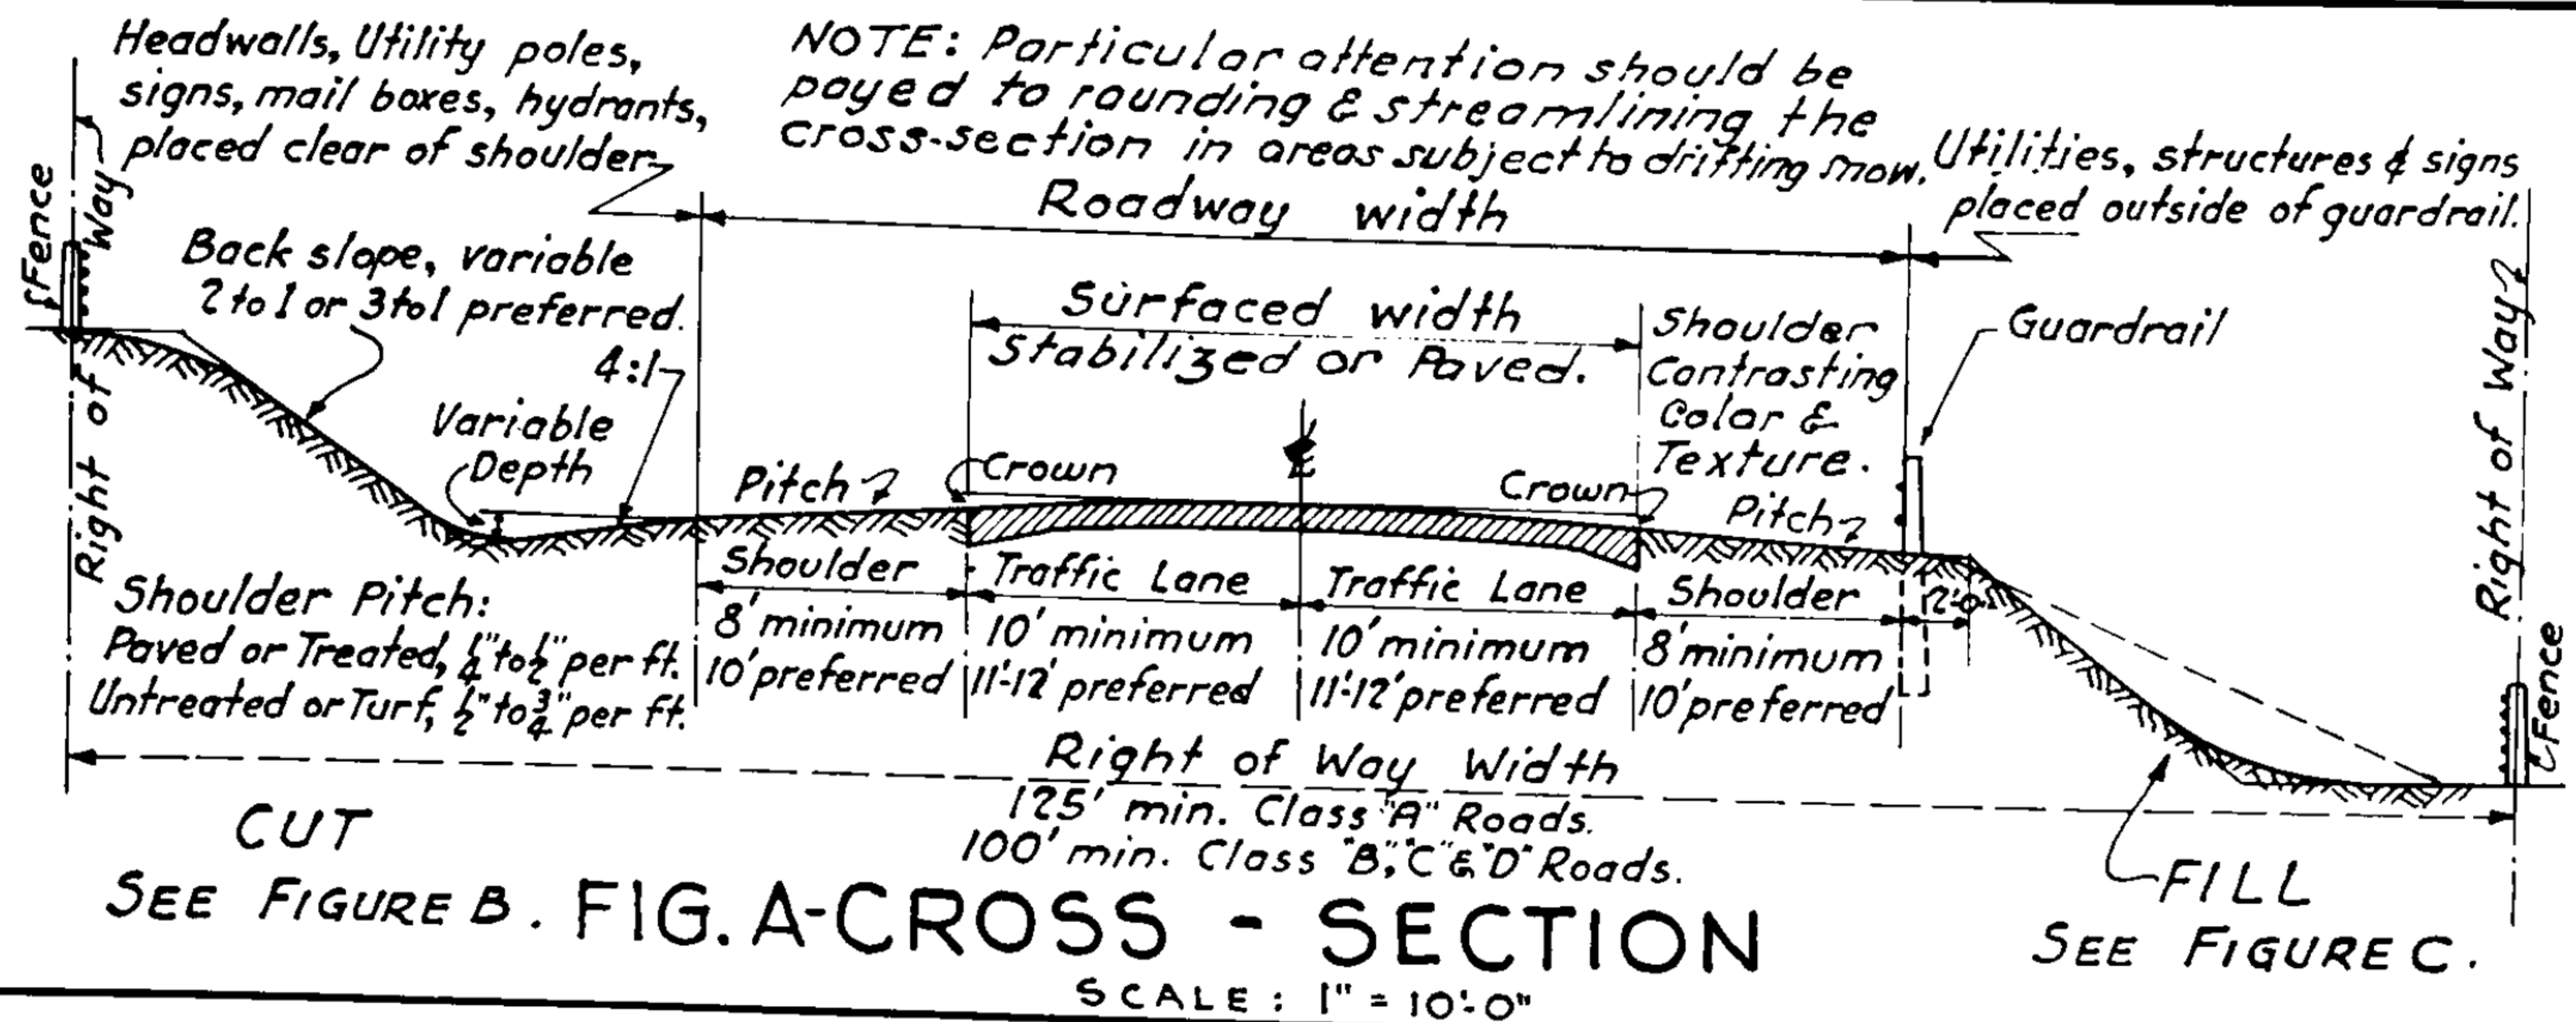 Headwalls, Utility poles,
signs, mail boxes, hydrants,
placed clear of shoulder
NOTE: Particular attention should be
payed to rounding & streamlining the
cross-section in areas subject to drifting snow.
Utilities, structures & signs
placed outside of guardrail.
Roadway width
Fence
Right of Way
Back slope, variable
2 to 1 or 3 to 1 preferred.
4:1
Variable
Depth
Surfaced width
Stabilized or Paved.
Shoulder
Contrasting
Color &
Texture.
Guardrail
Right of Way
Fence
Pitch
Crown
℄
Crown
Pitch
Shoulder
8' minimum
10' preferred
Traffic Lane
10' minimum
11'-12' preferred
Traffic Lane
10' minimum
11'-12' preferred
Shoulder
8' minimum
10' preferred
2'-0"
Shoulder Pitch:
Paved or Treated, 1/4" to 1/2" per ft.
Untreated or Turf, 1/2" to 3/4" per ft.
Right of Way Width
125' min. Class "A" Roads.
100' min. Class "B", "C" & "D" Roads.
CUT
SEE FIGURE B.
FILL
SEE FIGURE C.
FIG. A-CROSS - SECTION
SCALE: 1" = 10'-0"